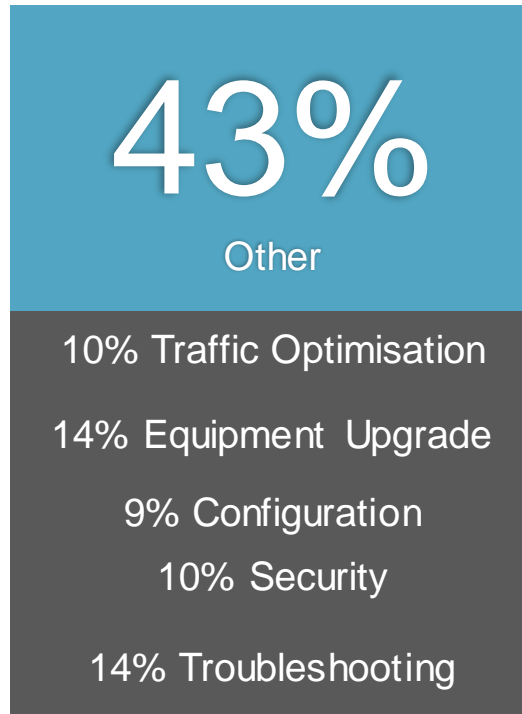 43%
Other
10% Traffic Optimisation
14% Equipment Upgrade
9% Configuration
10% Security
14% Troubleshooting